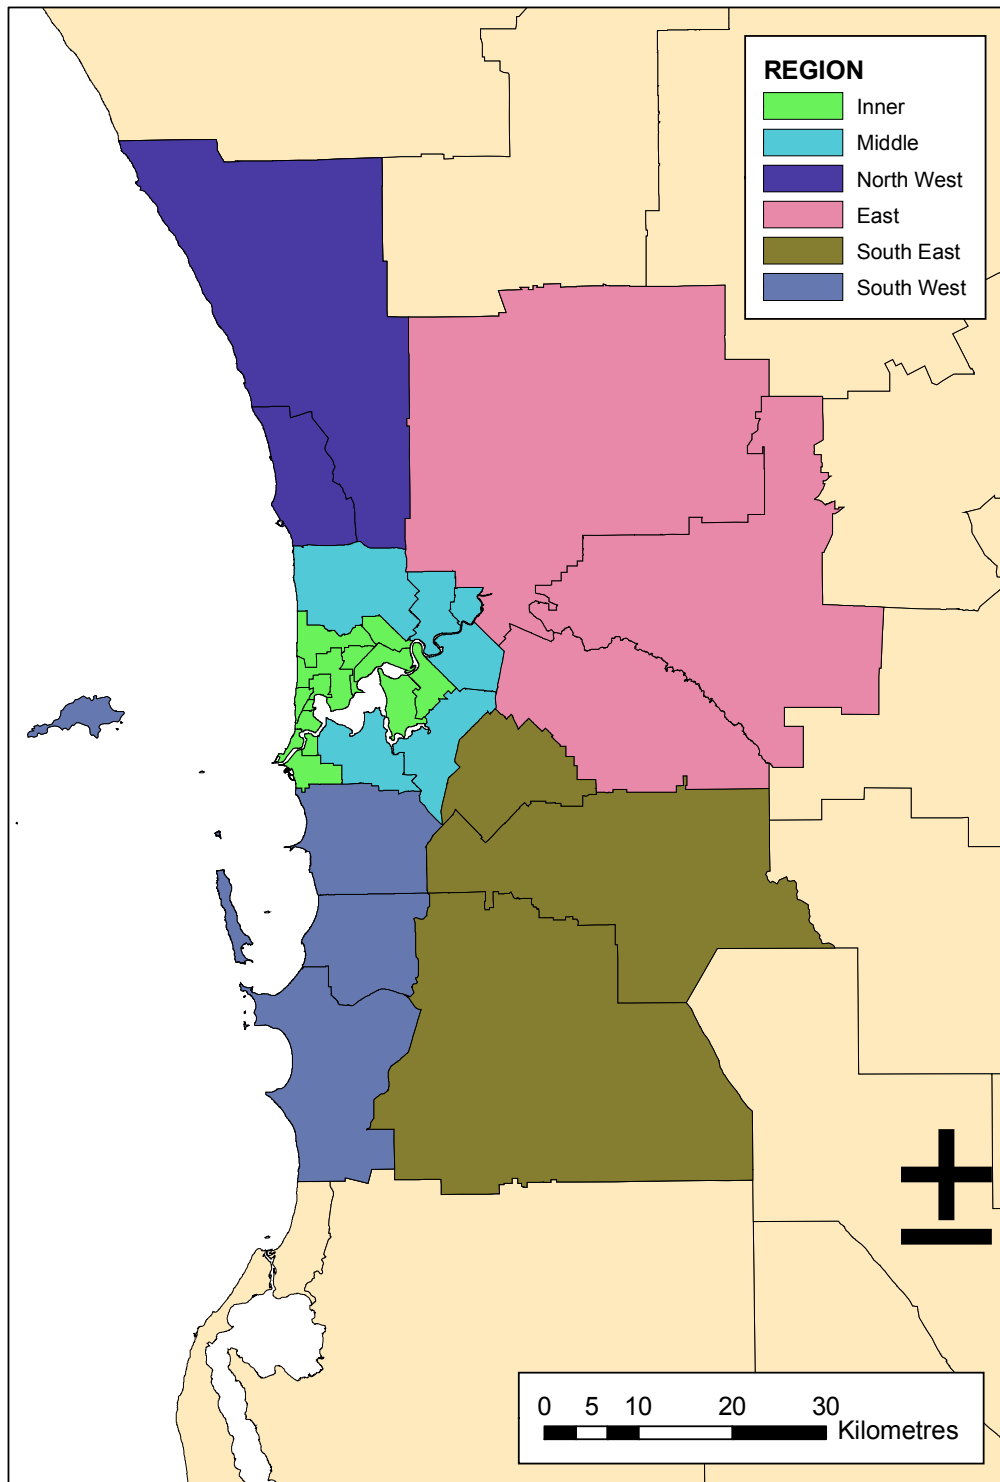 REGION
Inner
Middle
North West
East
South East
South West
0 5 10 20 30
Kilometres